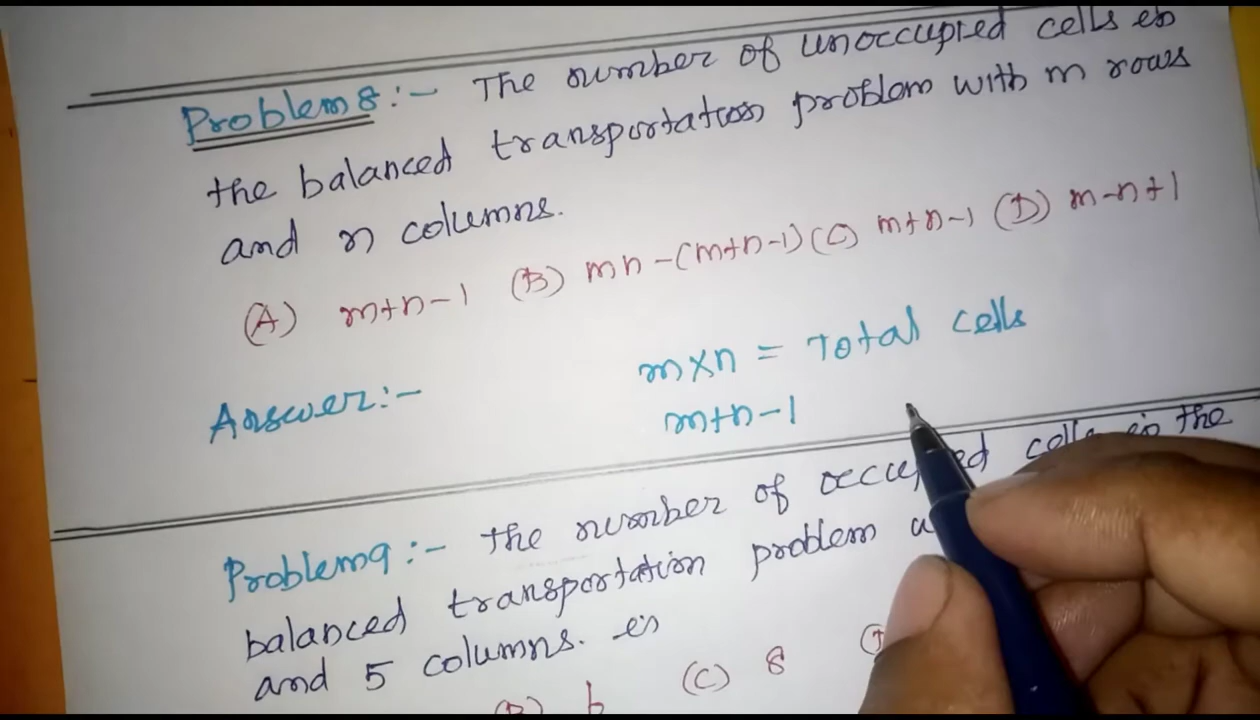 Problem 8:- The number of unoccupied cells in
the balanced transportation problem with m rows
and n columns.
(A) m+n-1 (B) mn-(m+n-1) (C) m+n-1 (D) m-n+1
Answer:- m×n = Total cells
m+n-1
Problem 9:- The number of occupied cells in the
balanced transportation problem
and 5 columns. is
(B) 6 (C) 8